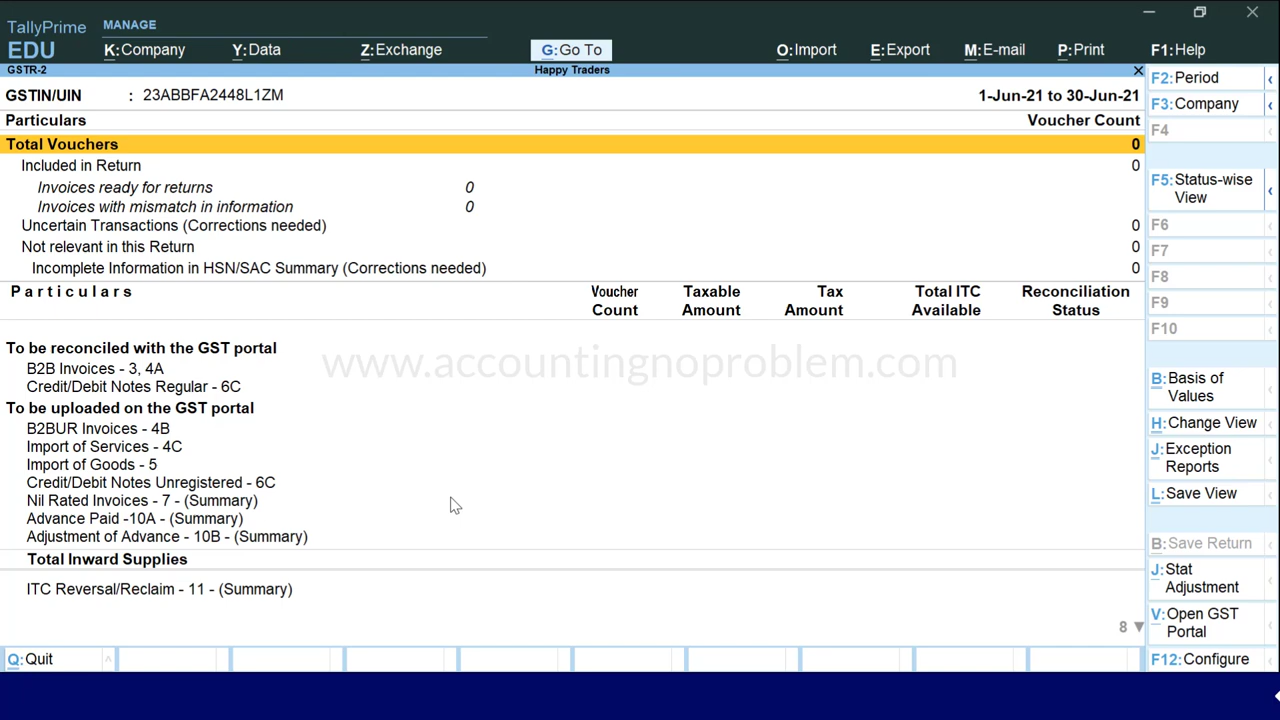 TallyPrime MANAGE
EDU K:Company Y:Data Z:Exchange G:Go To O:Import E:Export M:E-mail P:Print F1:Help
GSTR-2 Happy Traders
GSTIN/UIN : 23ABBFA2448L1ZM 1-Jun-21 to 30-Jun-21
Particulars Voucher Count
Total Vouchers 0
Included in Return 0
Invoices ready for returns 0
Invoices with mismatch in information 0
Uncertain Transactions (Corrections needed) 0
Not relevant in this Return 0
Incomplete Information in HSN/SAC Summary (Corrections needed) 0
Particulars Voucher Taxable Tax Total ITC Reconciliation
Count Amount Amount Available Status
To be reconciled with the GST portal
www.accountingnoproblem.com
B2B Invoices - 3, 4A
Credit/Debit Notes Regular - 6C
To be uploaded on the GST portal
B2BUR Invoices - 4B
Import of Services - 4C
Import of Goods - 5
Credit/Debit Notes Unregistered - 6C
Nil Rated Invoices - 7 - (Summary)
Advance Paid -10A - (Summary)
Adjustment of Advance - 10B - (Summary)
Total Inward Supplies
ITC Reversal/Reclaim - 11 - (Summary)
8
Q:Quit
F2:Period
F3:Company
F4
F5:Status-wise
View
F6
F7
F8
F9
F10
B:Basis of
Values
H:Change View
J:Exception
Reports
L:Save View
B:Save Return
J:Stat
Adjustment
V:Open GST
Portal
F12:Configure